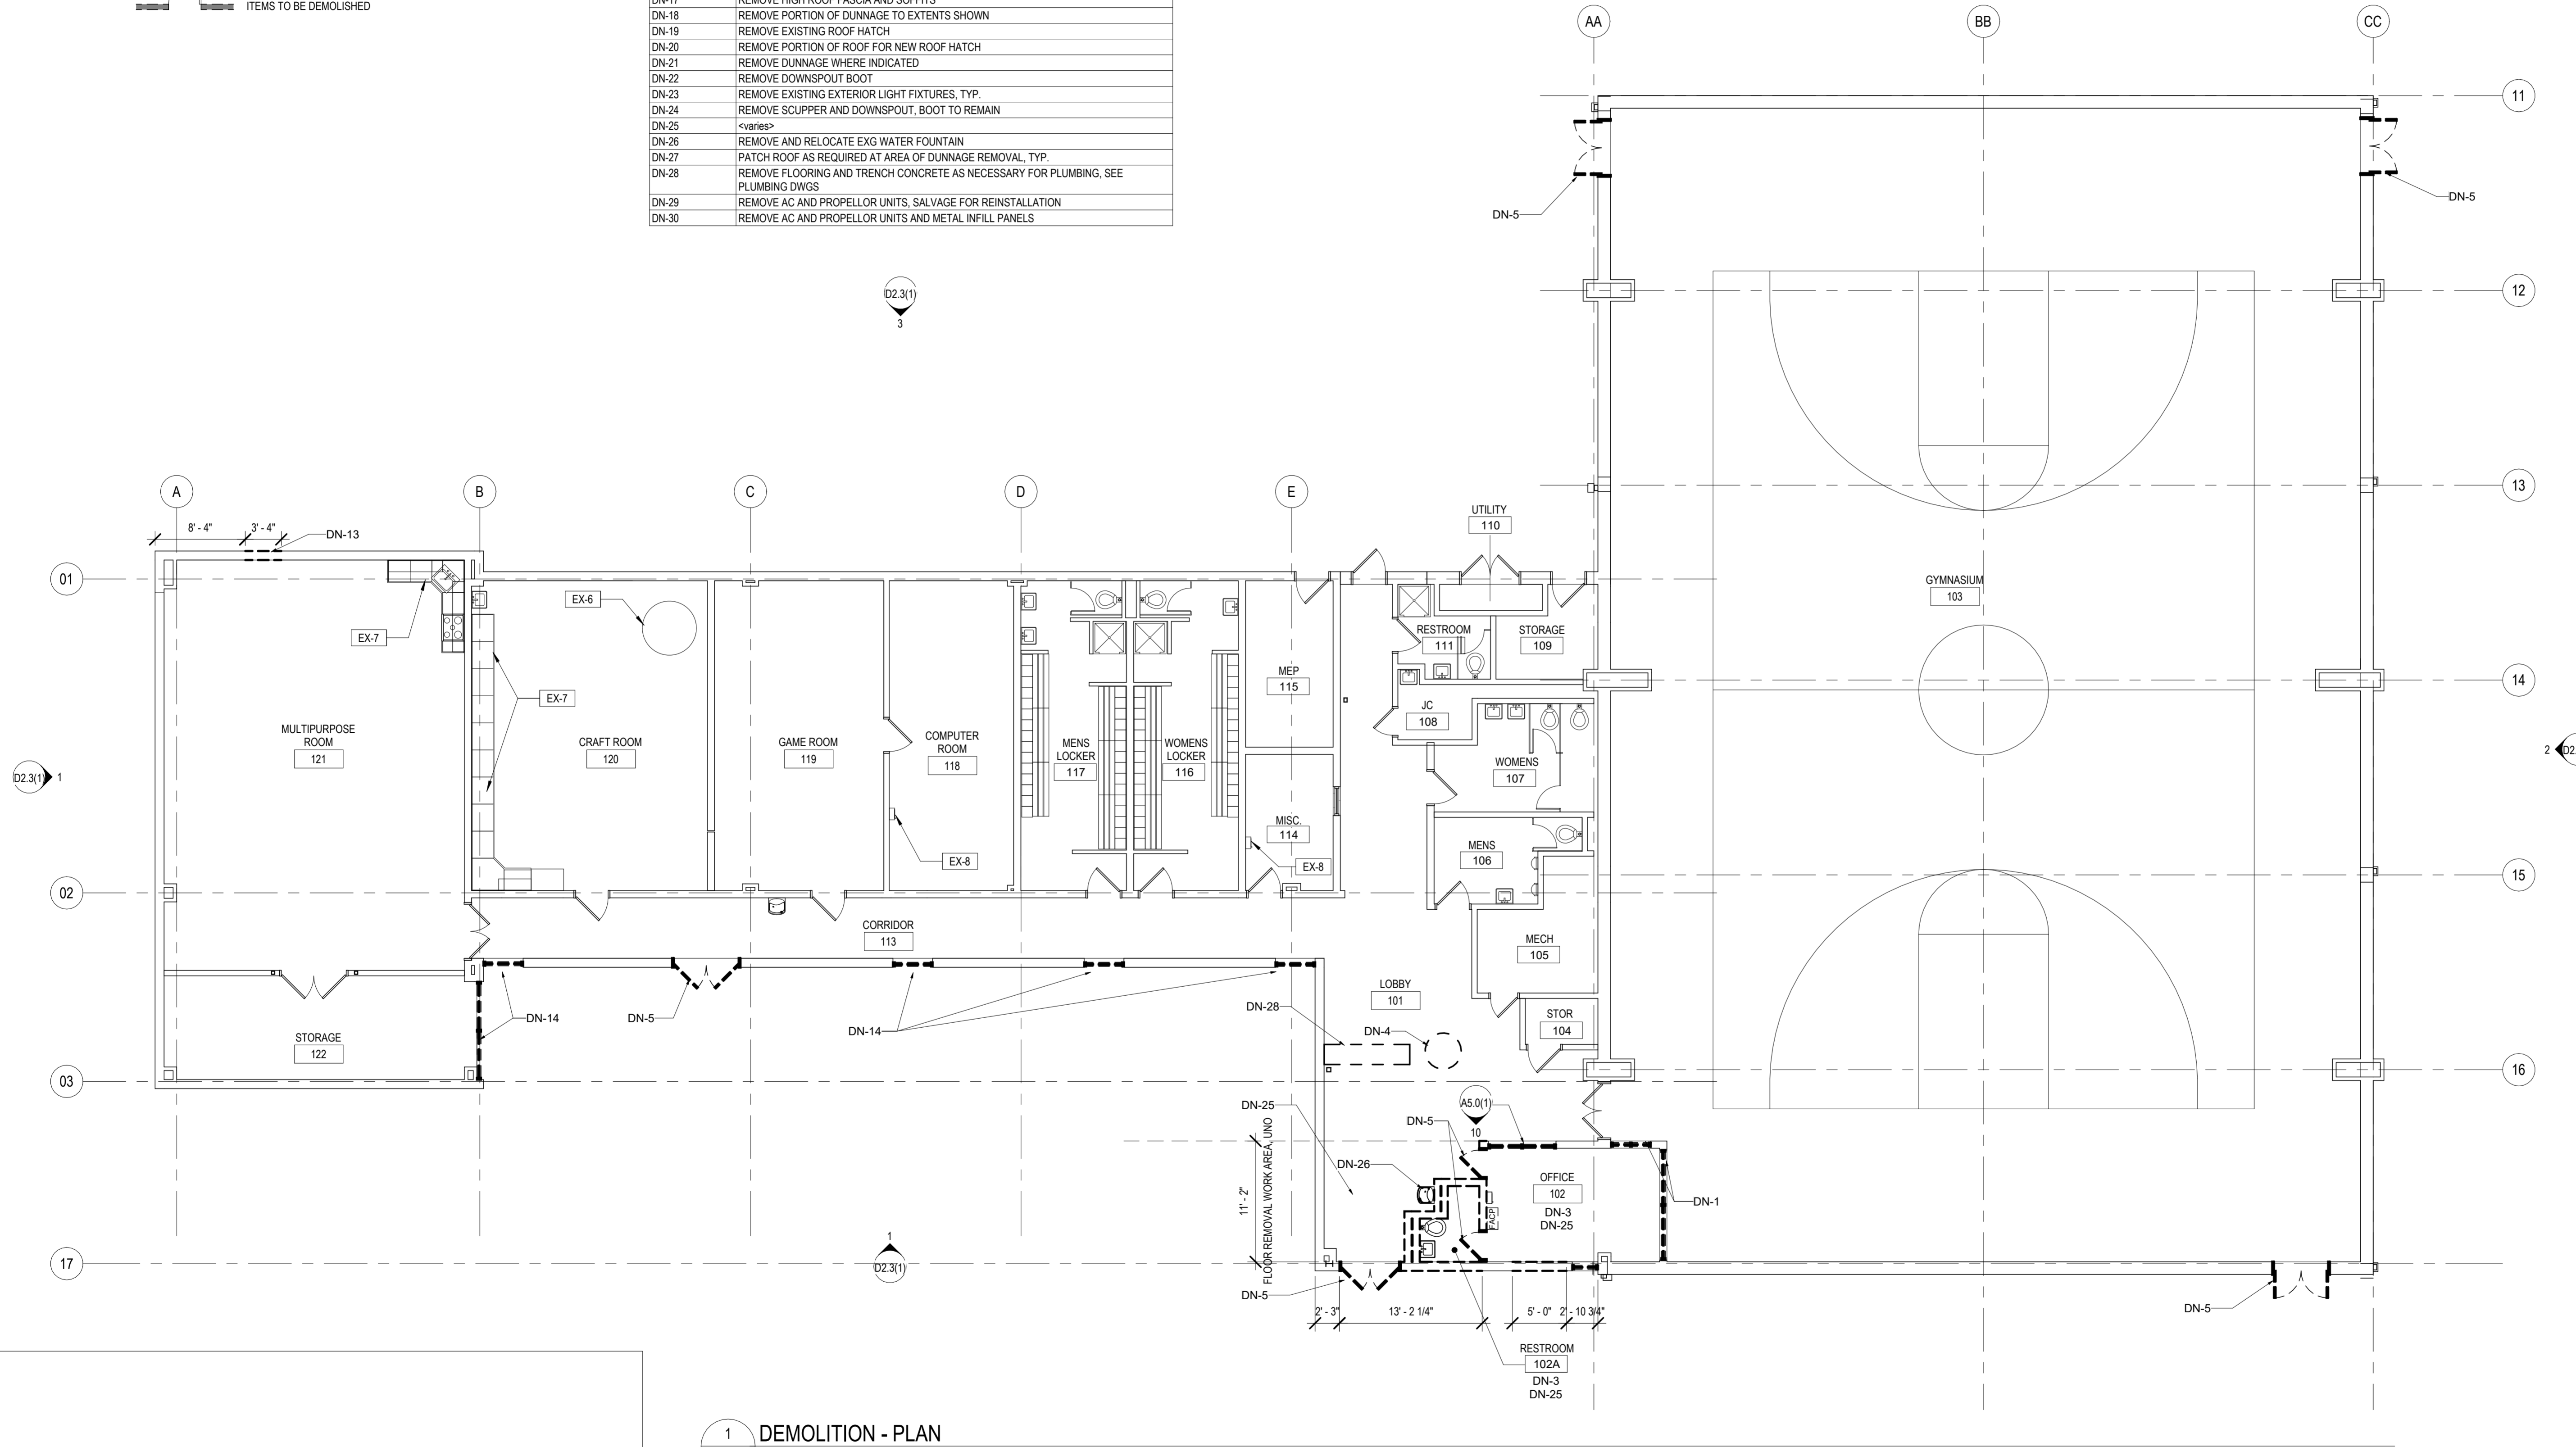 ITEMS TO BE DEMOLISHED
DN-17 REMOVE HIGH ROOF FASCIA AND SOFFITS
DN-18 REMOVE PORTION OF DUNNAGE TO EXTENTS SHOWN
DN-19 REMOVE EXISTING ROOF HATCH
DN-20 REMOVE PORTION OF ROOF FOR NEW ROOF HATCH
DN-21 REMOVE DUNNAGE WHERE INDICATED
DN-22 REMOVE DOWNSPOUT BOOT
DN-23 REMOVE EXISTING EXTERIOR LIGHT FIXTURES, TYP.
DN-24 REMOVE SCUPPER AND DOWNSPOUT, BOOT TO REMAIN
DN-25 <varies>
DN-26 REMOVE AND RELOCATE EXG WATER FOUNTAIN
DN-27 PATCH ROOF AS REQUIRED AT AREA OF DUNNAGE REMOVAL, TYP.
DN-28 REMOVE FLOORING AND TRENCH CONCRETE AS NECESSARY FOR PLUMBING, SEE
PLUMBING DWGS
DN-29 REMOVE AC AND PROPELLOR UNITS, SALVAGE FOR REINSTALLATION
DN-30 REMOVE AC AND PROPELLOR UNITS AND METAL INFILL PANELS
AA
BB
CC
11
DN-5
DN-5
12
D2.3(1)
3
13
A
B
C
D
E
UTILITY
110
8' - 4"
3' - 4"
DN-13
01
GYMNASIUM
103
EX-6
EX-7
RESTROOM
111
STORAGE
109
MEP
115
14
EX-7
JC
108
MULTIPURPOSE
ROOM
121
CRAFT ROOM
120
GAME ROOM
119
COMPUTER
ROOM
118
MENS
LOCKER
117
WOMENS
LOCKER
116
WOMENS
107
D2.3(1)
1
2
D2.
MISC.
114
MENS
106
EX-8
EX-8
15
02
CORRIDOR
113
MECH
105
LOBBY
101
DN-28
STOR
104
DN-14
DN-5
DN-14
DN-4
STORAGE
122
03
16
DN-25
A5.0(1)
10
DN-5
FLOOR REMOVAL WORK AREA, UNO
11' - 2"
DN-26
OFFICE
102
DN-3
DN-25
FACP
DN-1
17
1
D2.3(1)
DN-5
2' - 3"
13' - 2 1/4"
5' - 0"
2' - 10 3/4"
DN-5
RESTROOM
102A
DN-3
DN-25
1
DEMOLITION - PLAN